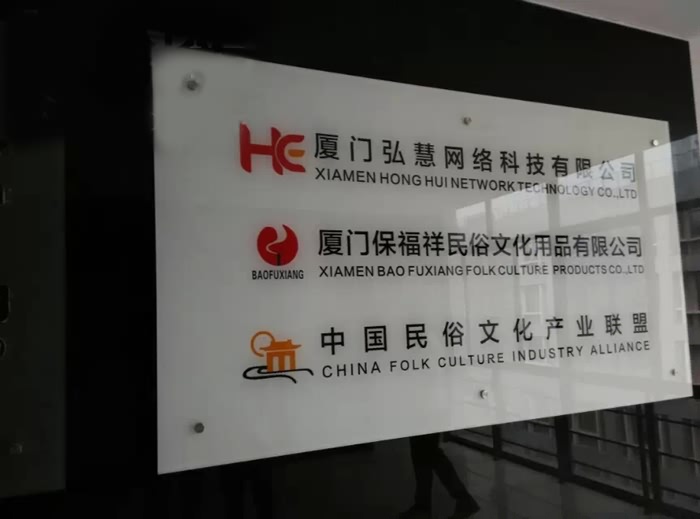 HE 厦门弘慧网络科技有限公司
XIAMEN HONG HUI NETWORK TECHNOLOGY CO.,LTD
厦门保福祥民俗文化用品有限公司
BAOFUXIANG XIAMEN BAO FUXIANG FOLK CULTURE PRODUCTS CO.,LTD
中国民俗文化产业联盟
CHINA FOLK CULTURE INDUSTRY ALLIANCE